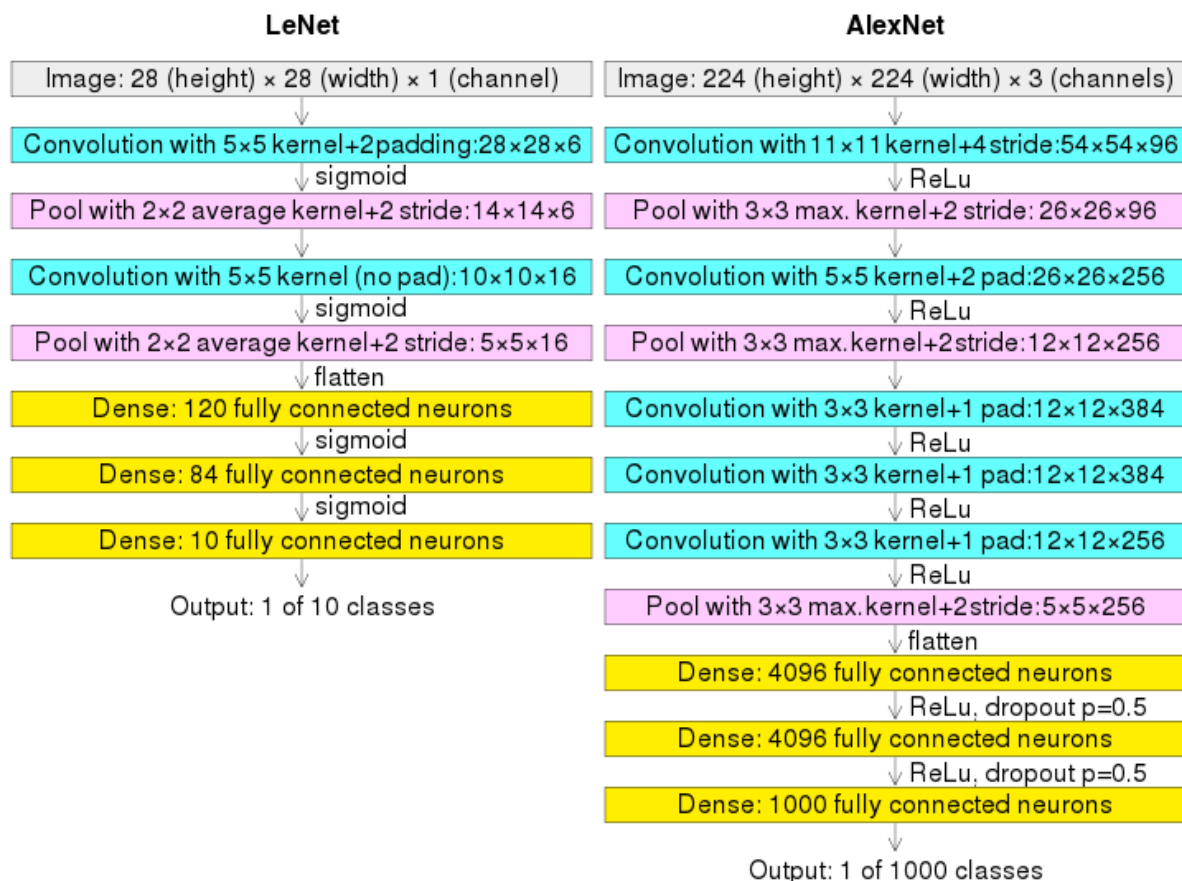 LeNet
Image: 28 (height) × 28 (width) × 1 (channel)
Convolution with 5×5 kernel+2padding:28×28×6
sigmoid
Pool with 2×2 average kernel+2 stride:14×14×6
Convolution with 5×5 kernel (no pad):10×10×16
sigmoid
Pool with 2×2 average kernel+2 stride: 5×5×16
flatten
Dense: 120 fully connected neurons
sigmoid
Dense: 84 fully connected neurons
sigmoid
Dense: 10 fully connected neurons
Output: 1 of 10 classes
AlexNet
Image: 224 (height) × 224 (width) × 3 (channels)
Convolution with 11×11 kernel+4 stride:54×54×96
ReLu
Pool with 3×3 max. kernel+2 stride: 26×26×96
Convolution with 5×5 kernel+2 pad:26×26×256
ReLu
Pool with 3×3 max.kernel+2stride:12×12×256
Convolution with 3×3 kernel+1 pad:12×12×384
ReLu
Convolution with 3×3 kernel+1 pad:12×12×384
ReLu
Convolution with 3×3 kernel+1 pad:12×12×256
ReLu
Pool with 3×3 max.kernel+2stride:5×5×256
flatten
Dense: 4096 fully connected neurons
ReLu, dropout p=0.5
Dense: 4096 fully connected neurons
ReLu, dropout p=0.5
Dense: 1000 fully connected neurons
Output: 1 of 1000 classes